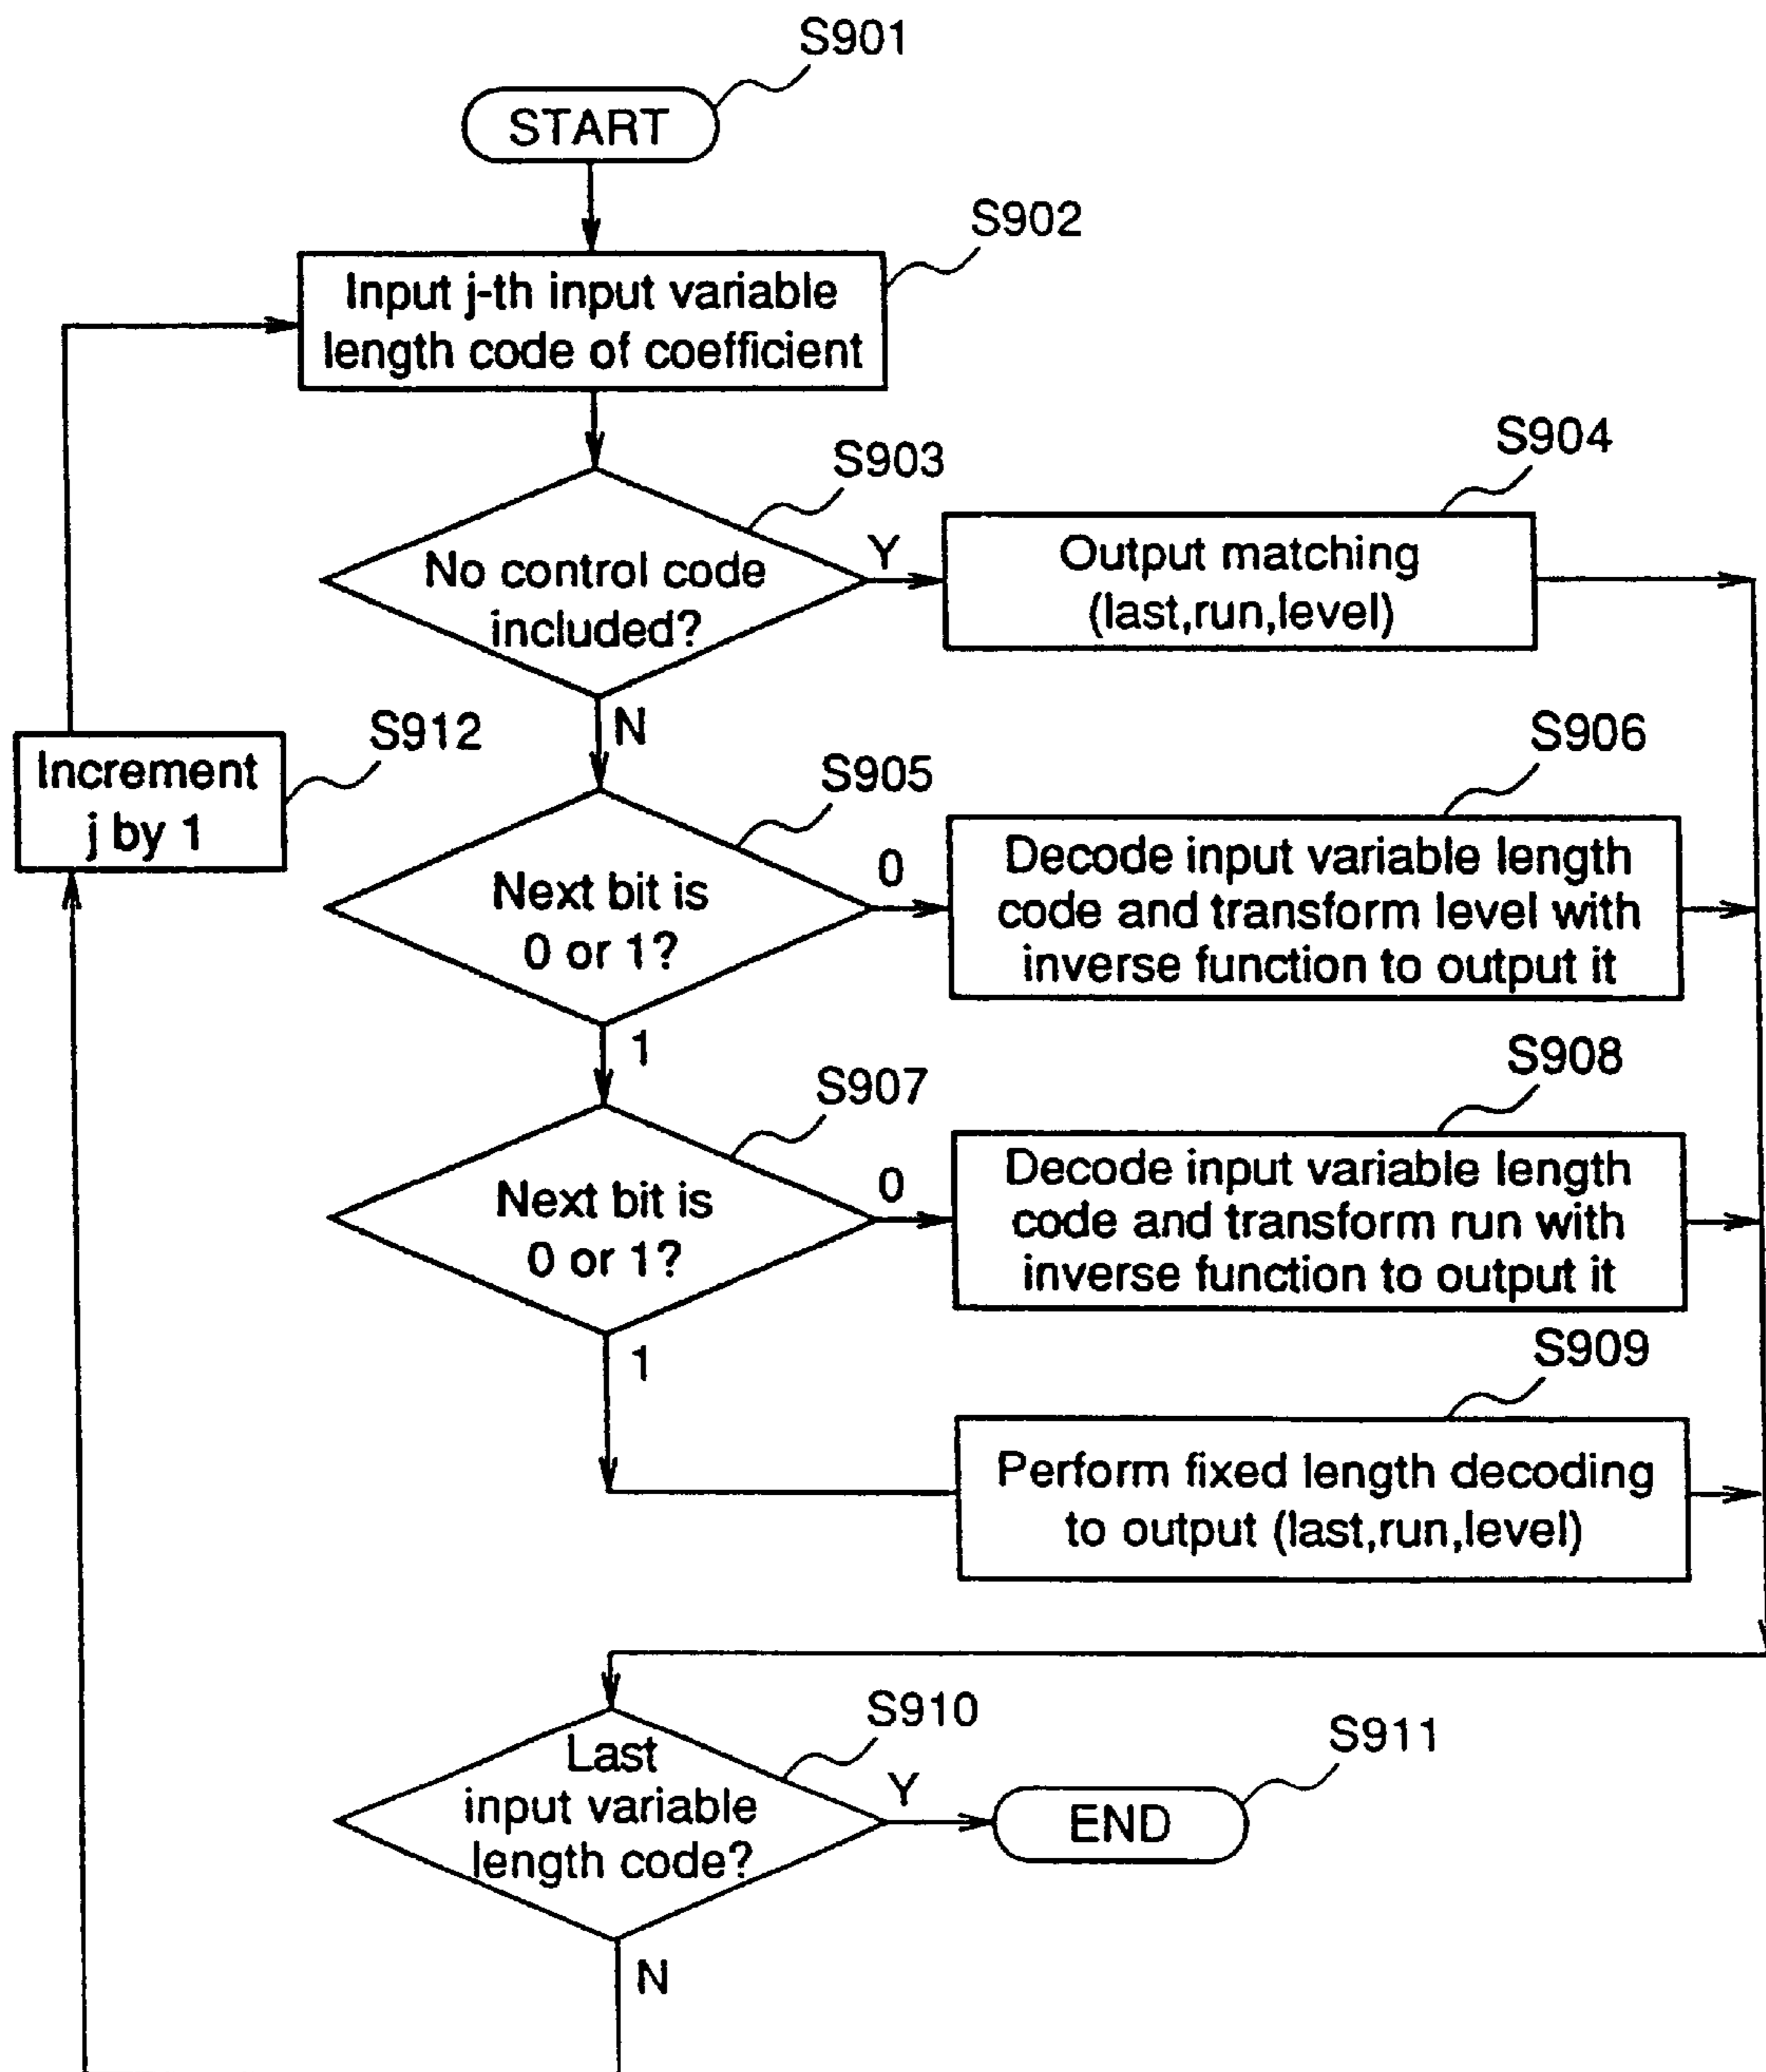 S901
START
S902
Input j-th input variable
length code of coefficient
S903
No control code
included?
Y
S904
Output matching
(last,run,level)
N
S912
Increment
j by 1
S905
Next bit is
0 or 1?
0
S906
Decode input variable length
code and transform level with
inverse function to output it
1
S907
Next bit is
0 or 1?
0
S908
Decode input variable length
code and transform run with
inverse function to output it
1
S909
Perform fixed length decoding
to output (last,run,level)
S910
Last
input variable
length code?
Y
S911
END
N